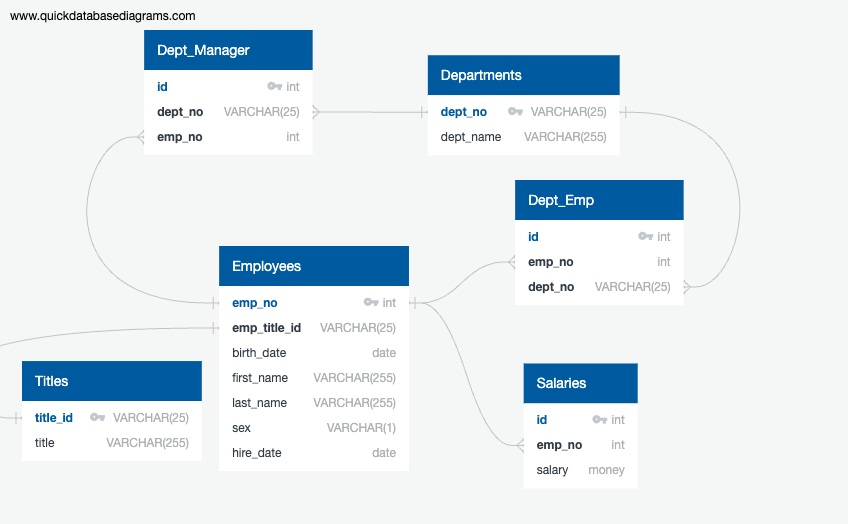 www.quickdatabasediagrams.com
Dept_Manager
id int
dept_no VARCHAR(25)
emp_no int
Departments
dept_no VARCHAR(25)
dept_name VARCHAR(255)
Dept_Emp
id int
emp_no int
dept_no VARCHAR(25)
Employees
emp_no int
emp_title_id VARCHAR(25)
birth_date date
first_name VARCHAR(255)
last_name VARCHAR(255)
sex VARCHAR(1)
hire_date date
Titles
title_id VARCHAR(25)
title VARCHAR(255)
Salaries
id int
emp_no int
salary money